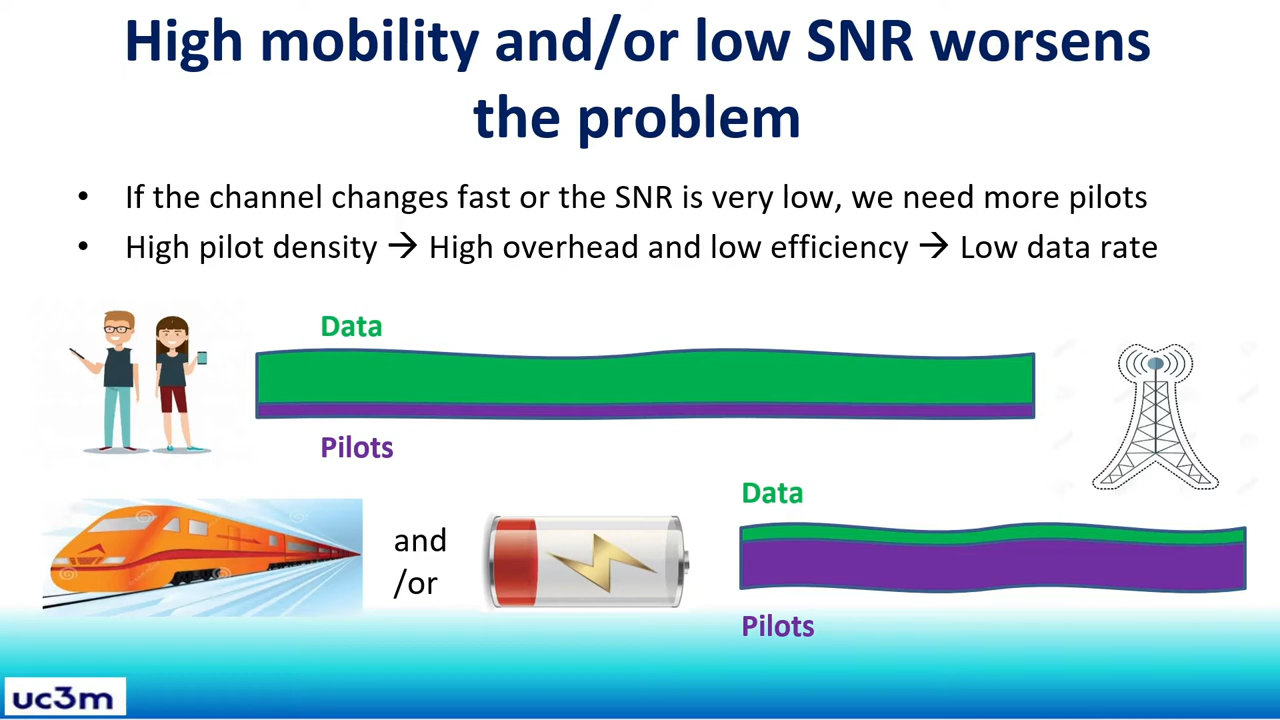 High mobility and/or low SNR worsens
the problem
• If the channel changes fast or the SNR is very low, we need more pilots
• High pilot density → High overhead and low efficiency → Low data rate
Data
Pilots
Data
and
/or
Pilots
uc3m